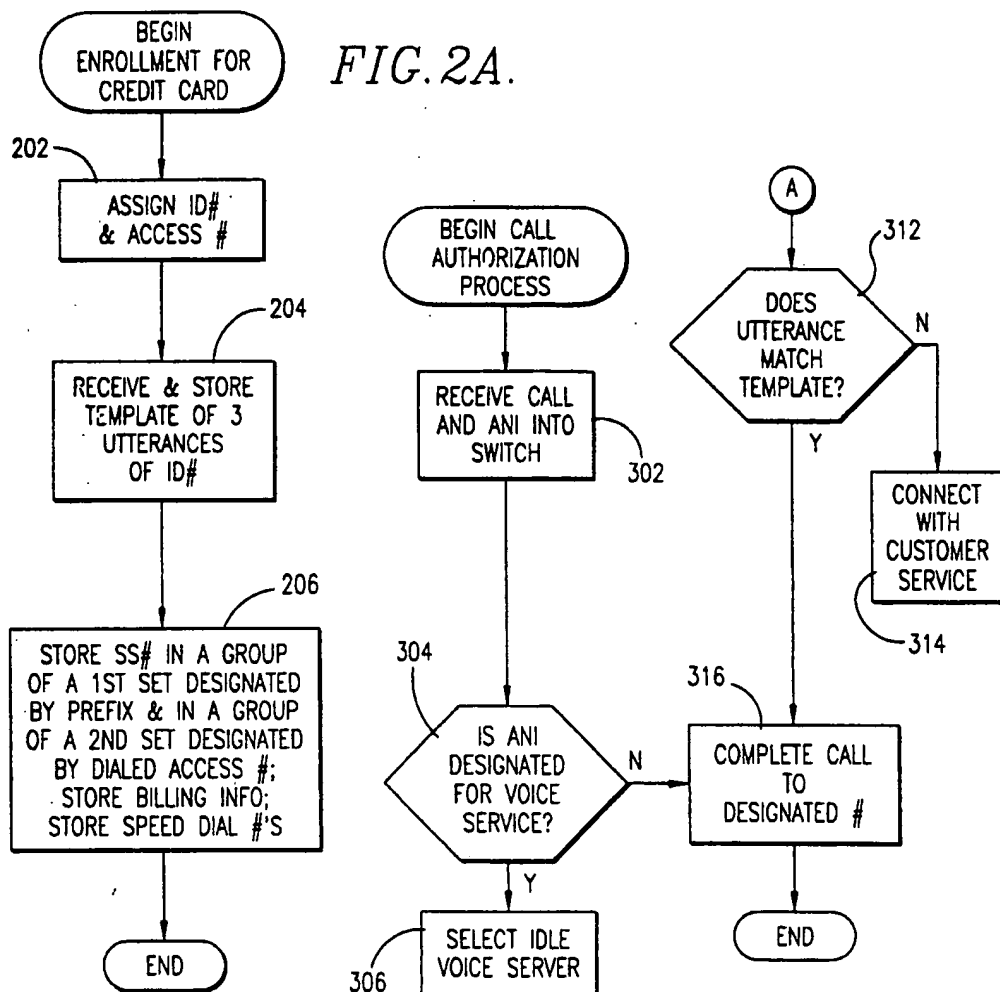 FIG.2A.
BEGIN
ENROLLMENT FOR
CREDIT CARD
202
ASSIGN ID#
& ACCESS #
204
RECEIVE & STORE
TEMPLATE OF 3
UTTERANCES
OF ID#
206
STORE SS# IN A GROUP
OF A 1ST SET DESIGNATED
BY PREFIX & IN A GROUP
OF A 2ND SET DESIGNATED
BY DIALED ACCESS #;
STORE BILLING INFO;
STORE SPEED DIAL #'S
END
BEGIN CALL
AUTHORIZATION
PROCESS
RECEIVE CALL
AND ANI INTO
SWITCH
302
304
IS ANI
DESIGNATED
FOR VOICE
SERVICE?
N
Y
SELECT IDLE
VOICE SERVER
306
A
312
DOES
UTTERANCE
MATCH
TEMPLATE?
N
Y
CONNECT
WITH
CUSTOMER
SERVICE
314
316
COMPLETE CALL
TO
DESIGNATED #
END